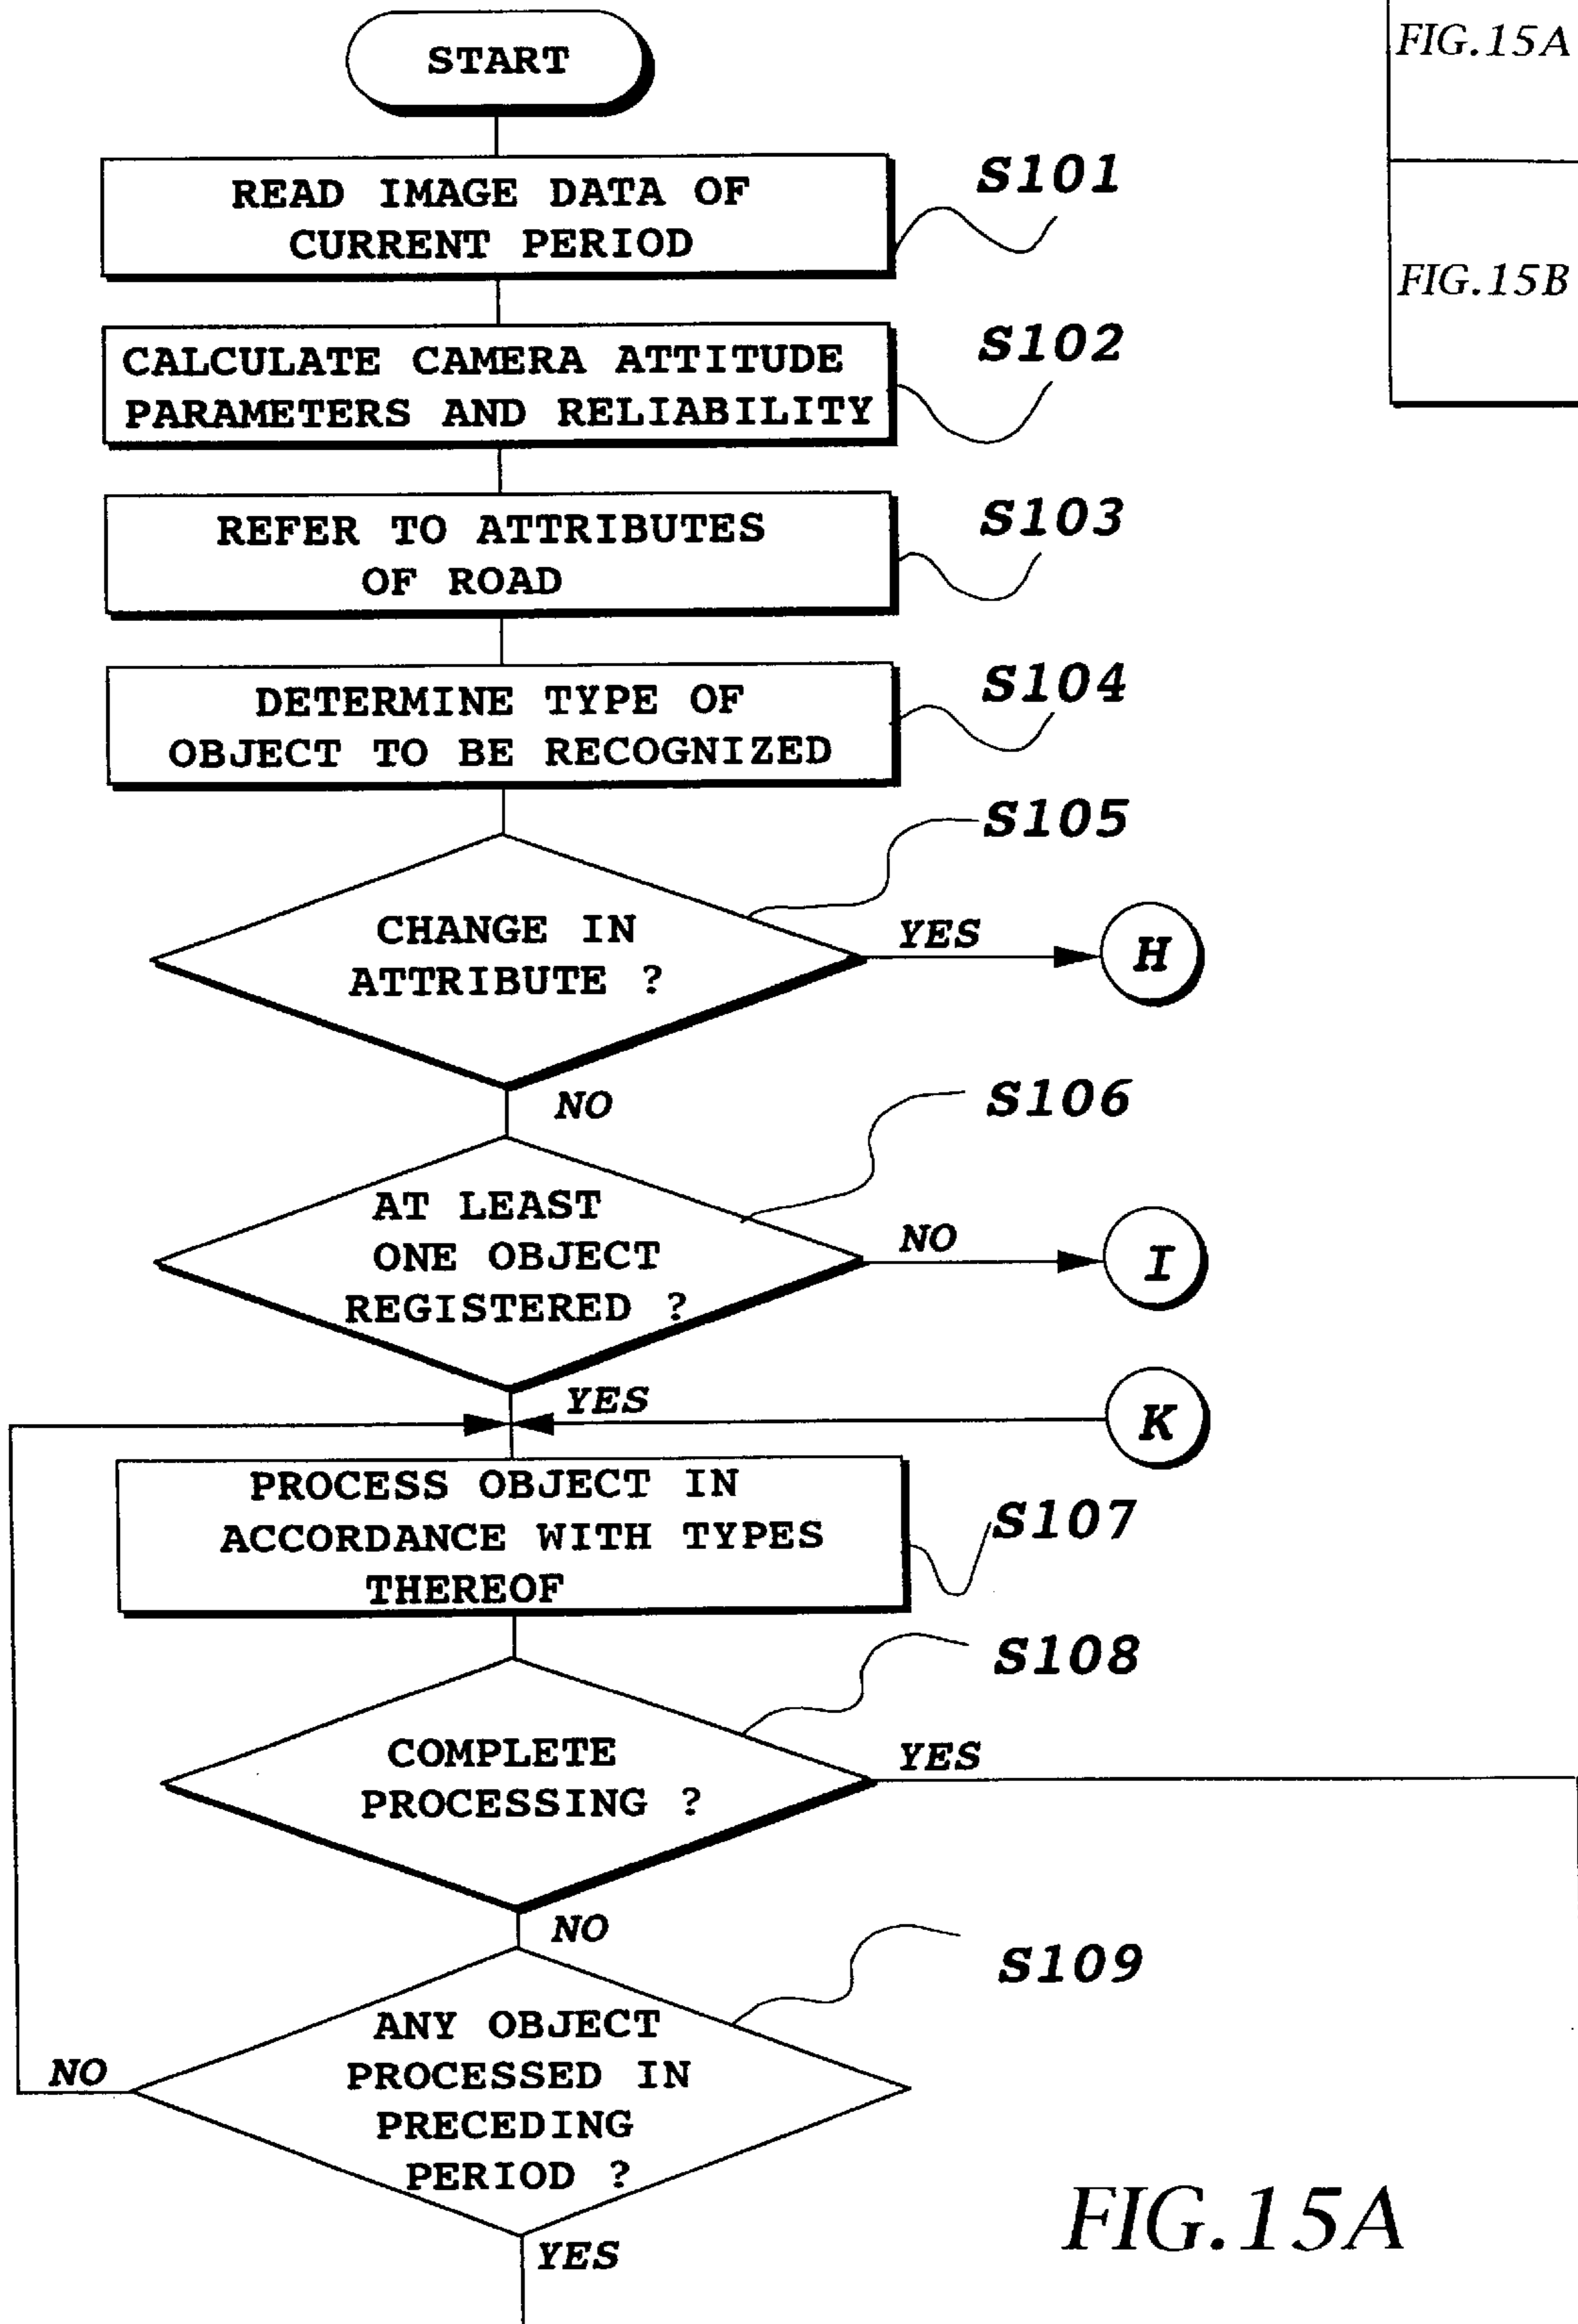 START
FIG.15A
FIG.15B
READ IMAGE DATA OF
CURRENT PERIOD
S101
CALCULATE CAMERA ATTITUDE
PARAMETERS AND RELIABILITY
S102
REFER TO ATTRIBUTES
OF ROAD
S103
DETERMINE TYPE OF
OBJECT TO BE RECOGNIZED
S104
S105
CHANGE IN
ATTRIBUTE ?
YES
H
NO
S106
AT LEAST
ONE OBJECT
REGISTERED ?
NO
I
YES
K
PROCESS OBJECT IN
ACCORDANCE WITH TYPES
THEREOF
S107
S108
COMPLETE
PROCESSING ?
YES
NO
S109
ANY OBJECT
PROCESSED IN
PRECEDING
PERIOD ?
NO
YES
FIG.15A